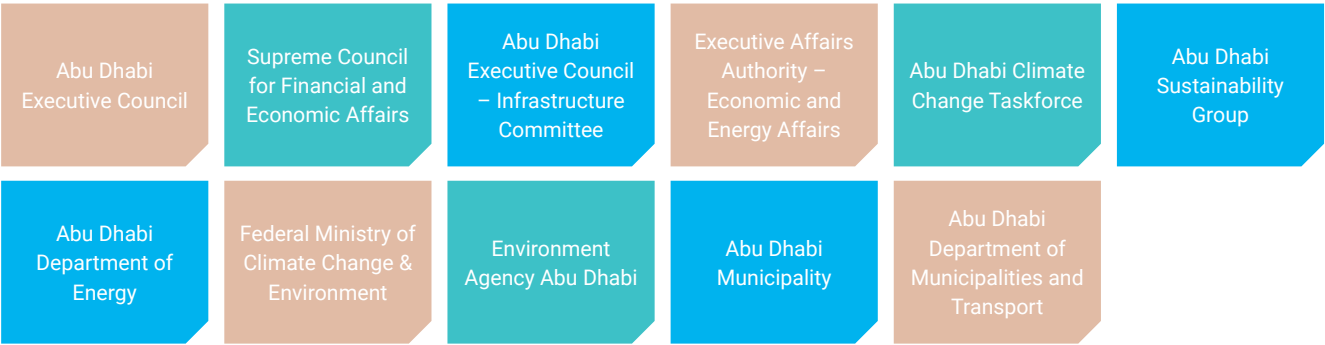 Abu Dhabi
Executive Council
Supreme Council
for Financial and
Economic Affairs
Abu Dhabi
Executive Council
– Infrastructure
Committee
Executive Affairs
Authority –
Economic and
Energy Affairs
Abu Dhabi Climate
Change Taskforce
Abu Dhabi
Sustainability
Group
Abu Dhabi
Department of
Energy
Federal Ministry of
Climate Change &
Environment
Environment
Agency Abu Dhabi
Abu Dhabi
Municipality
Abu Dhabi
Department of
Municipalities and
Transport